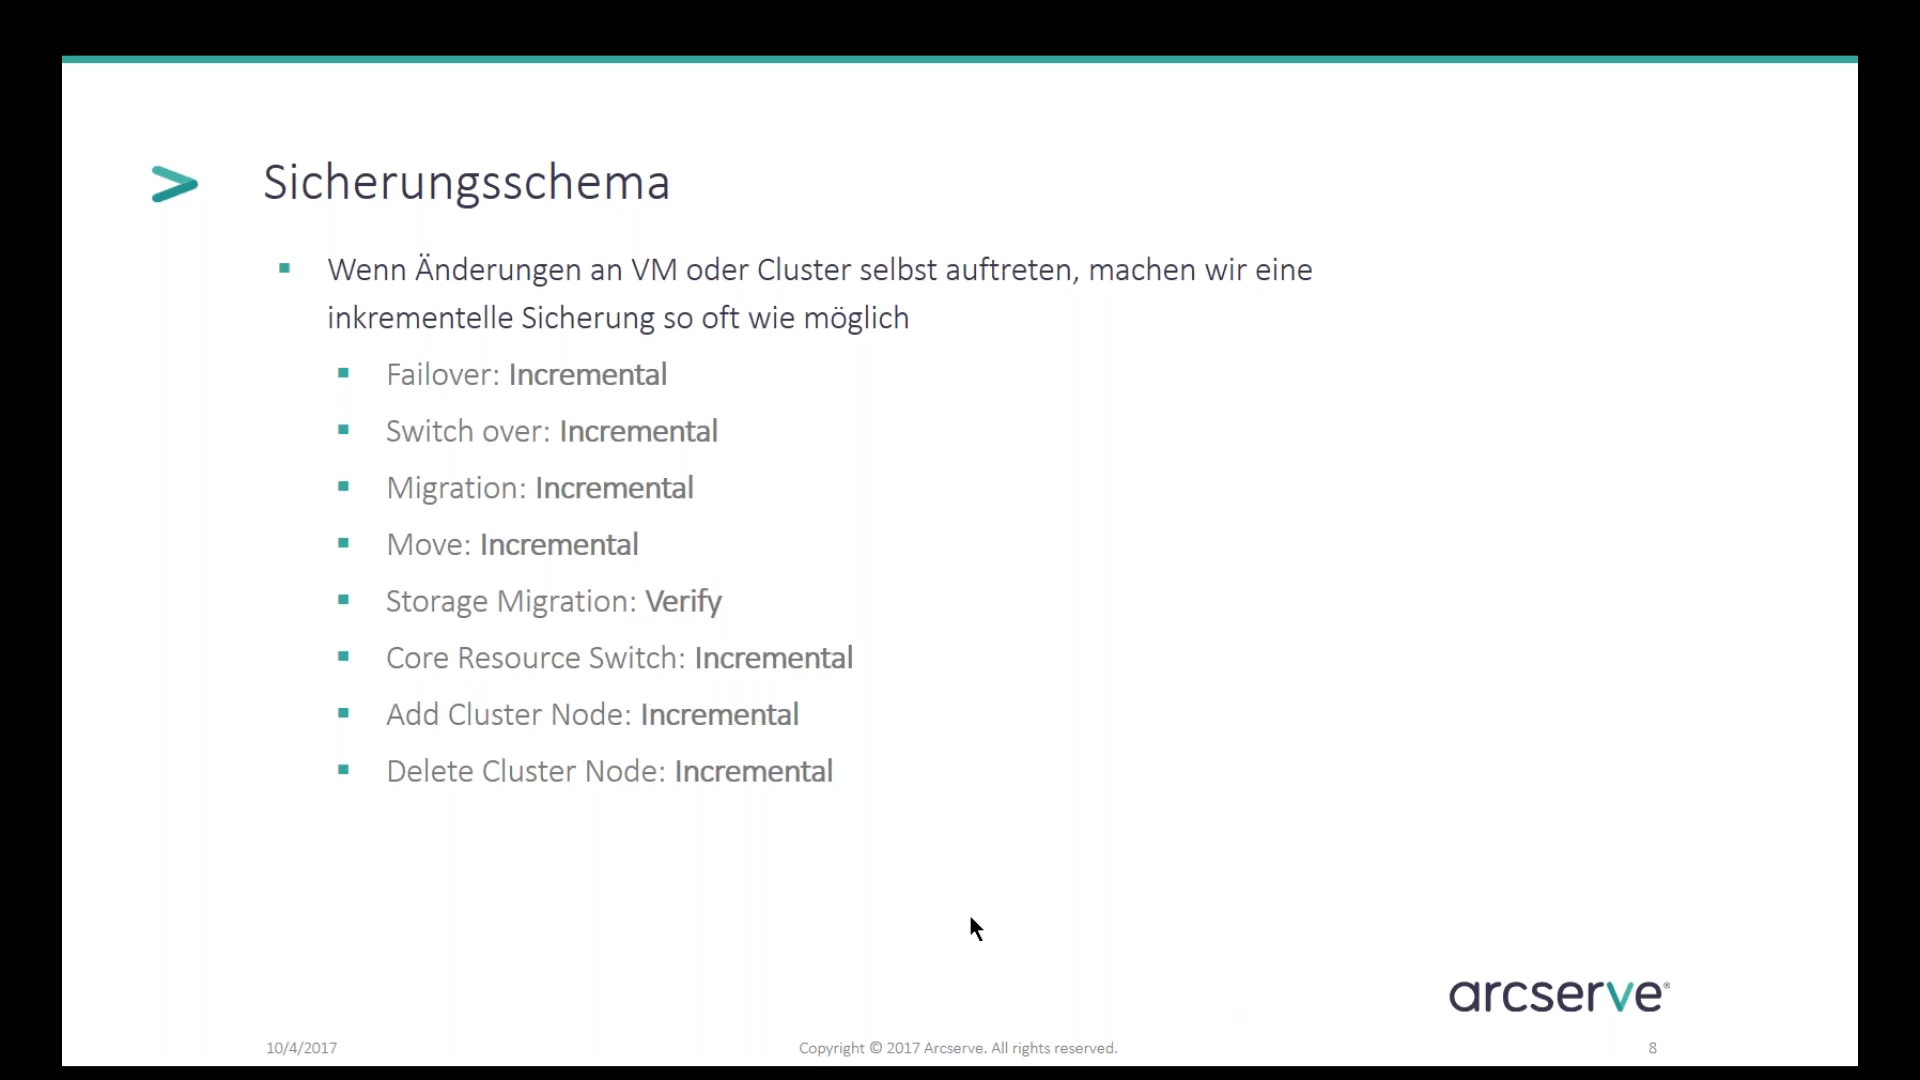 Sicherungsschema
Wenn Änderungen an VM oder Cluster selbst auftreten, machen wir eine
inkrementelle Sicherung so oft wie möglich
Failover: Incremental
Switch over: Incremental
Migration: Incremental
Move: Incremental
Storage Migration: Verify
Core Resource Switch: Incremental
Add Cluster Node: Incremental
Delete Cluster Node: Incremental
arcserve®
10/4/2017
Copyright © 2017 Arcserve. All rights reserved.
8